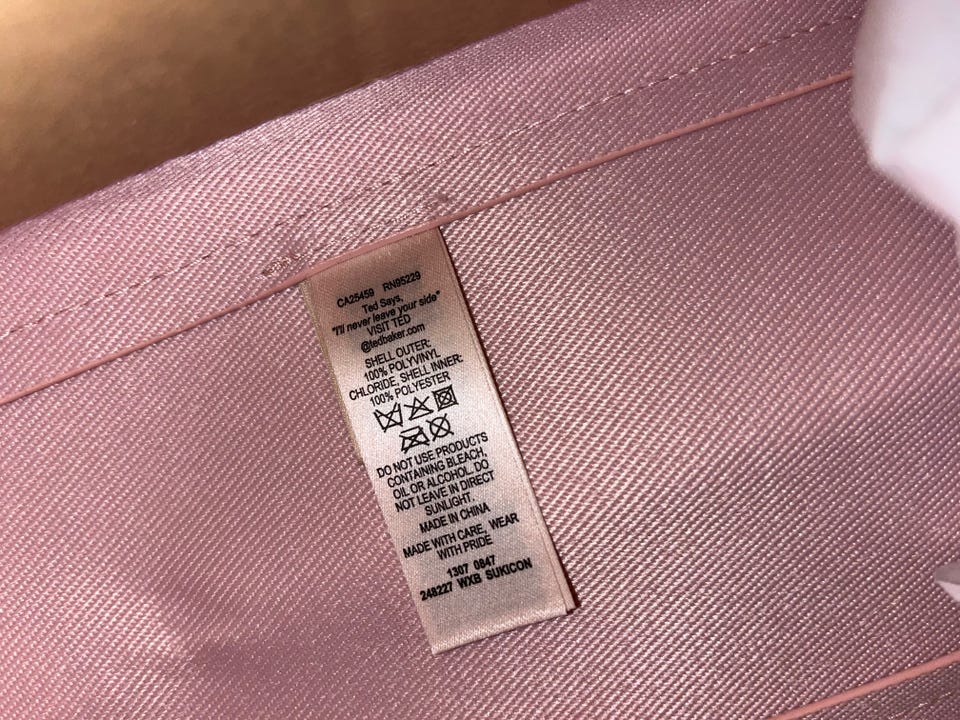 CA25459 RN95229
Ted Says,
"I'll never leave your side"
VISIT TED
@tedbaker.com
SHELL OUTER:
100% POLYVINYL
CHLORIDE, SHELL INNER:
100% POLYESTER
DO NOT USE PRODUCTS
CONTAINING BLEACH,
OIL OR ALCOHOL. DO
NOT LEAVE IN DIRECT
SUNLIGHT.
MADE IN CHINA
MADE WITH CARE, WEAR
WITH PRIDE
1307 0847
248227 WXB SUKICON